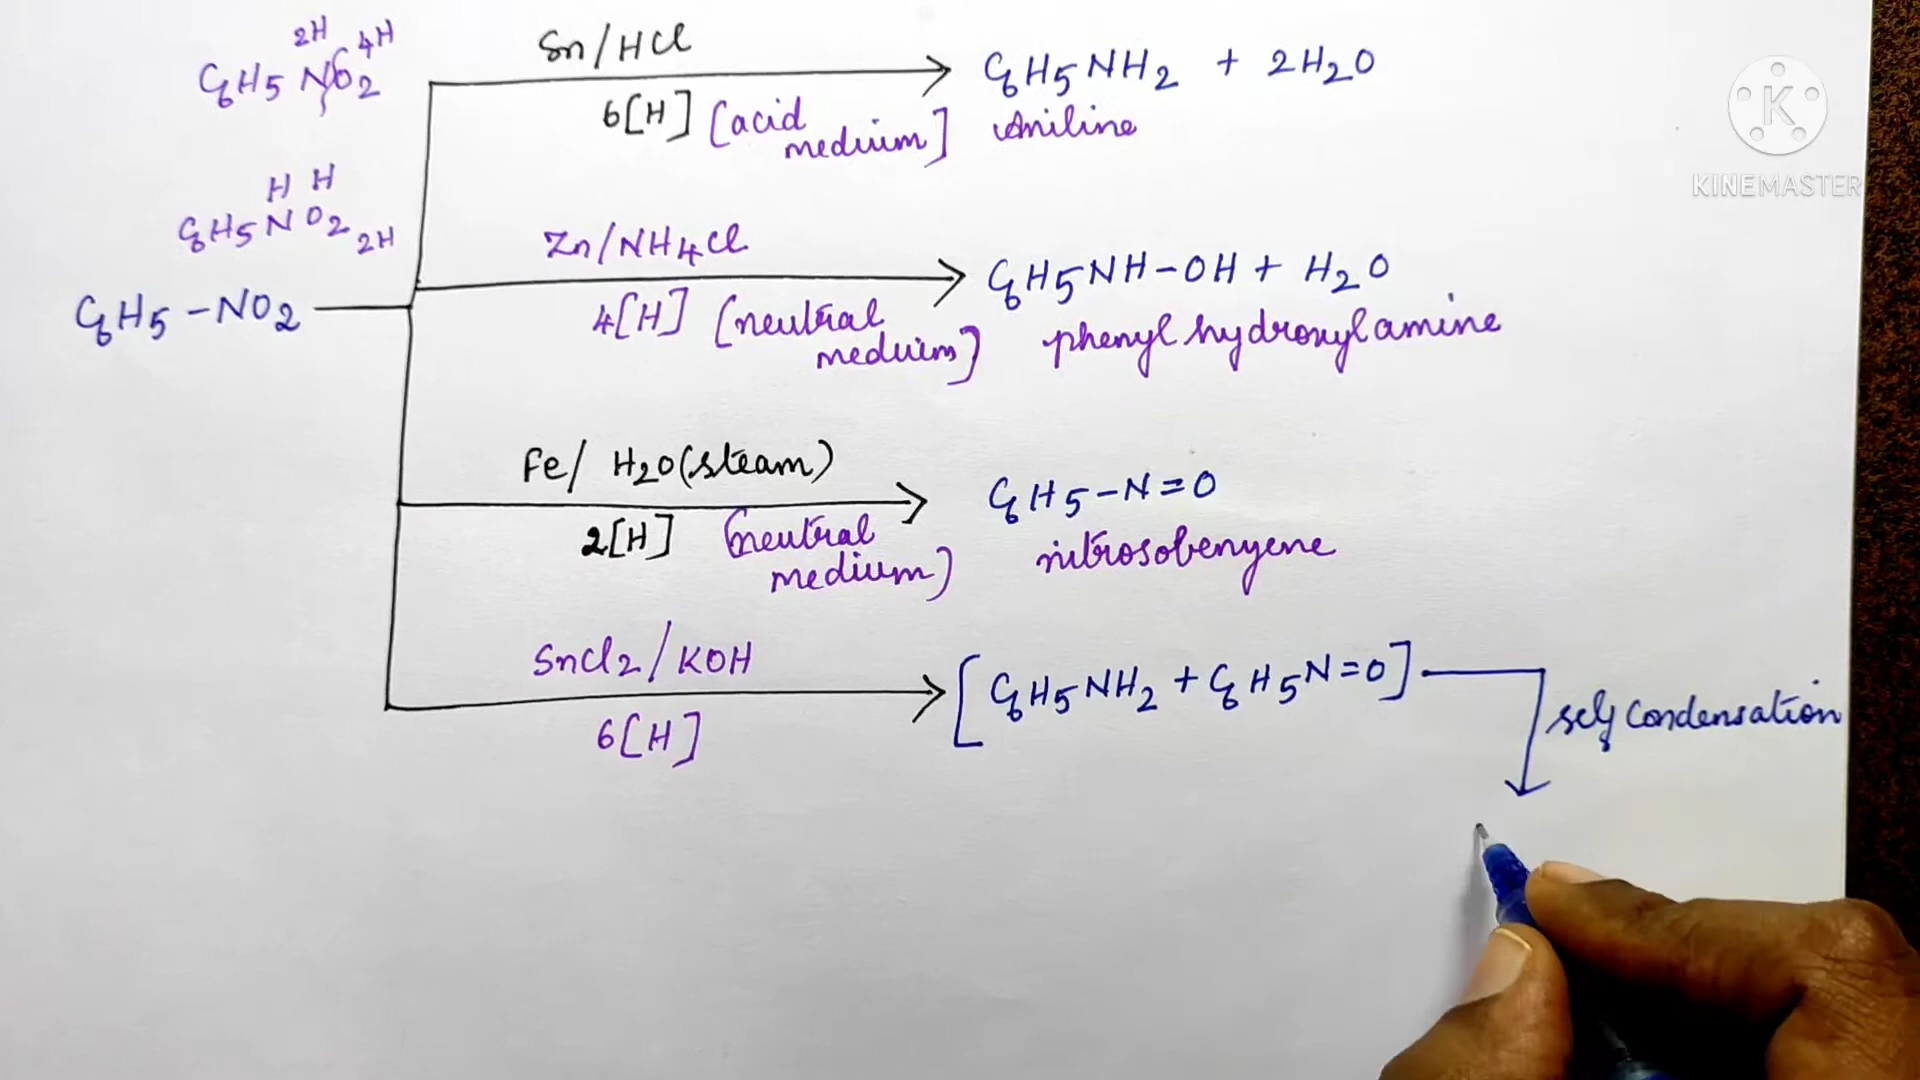 2H 4H
C6H5 NO2
Sn/HCl
6[H] [acid medium]
C6H5NH2 + 2H2O
Aniline
H H
C6H5 N O2 2H
C6H5-NO2
Zn/NH4Cl
4[H] [neutral medium]
C6H5NH-OH + H2O
phenyl hydroxylamine
Fe/ H2O(steam)
2[H] (neutral medium)
C6H5-N=O
nitrosobenzene
SnCl2/KOH
6[H]
[C6H5NH2 + C6H5N=O]
self condensation
KINEMASTER